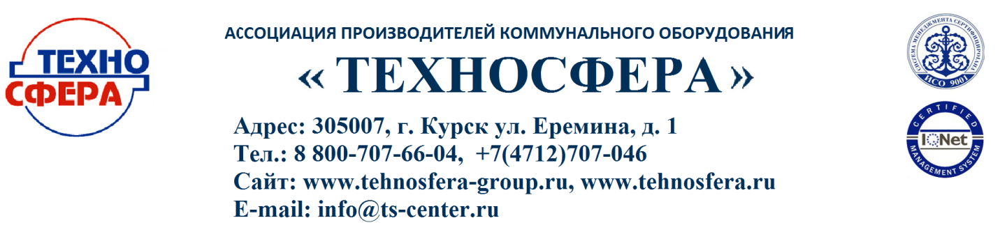 ТЕХНО
СФЕРА
АССОЦИАЦИЯ ПРОИЗВОДИТЕЛЕЙ КОММУНАЛЬНОГО ОБОРУДОВАНИЯ
« ТЕХНОСФЕРА »
Адрес: 305007, г. Курск ул. Еремина, д. 1
Тел.: 8 800-707-66-04, +7(4712)707-046
Сайт: www.tehnosfera-group.ru, www.tehnosfera.ru
E-mail: info@ts-center.ru
СИСТЕМА МЕНЕДЖМЕНТА СЕРТИФИЦИРОВАНА
ИСО 9001
CERTIFIED
IQNet
MANAGEMENT SYSTEM